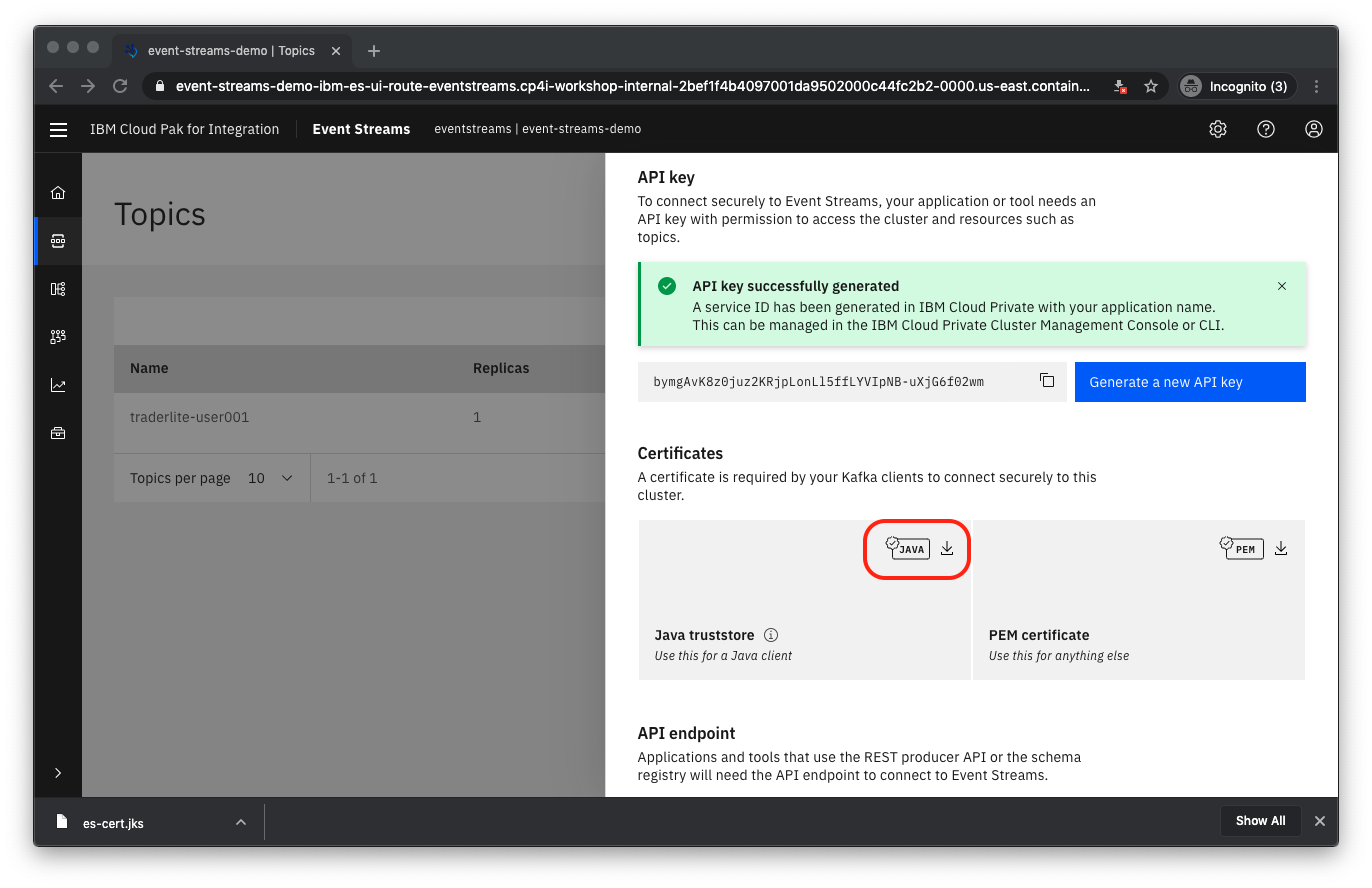 event-streams-demo | Topics
event-streams-demo-ibm-es-ui-route-eventstreams.cp4i-workshop-internal-2bef1f4b4097001da9502000c44fc2b2-0000.us-east.contain...
Incognito (3)
IBM Cloud Pak for Integration
Event Streams
eventstreams | event-streams-demo
Topics
Name
Replicas
traderlite-user001
1
Topics per page
10
1-1 of 1
API key
To connect securely to Event Streams, your application or tool needs an
API key with permission to access the cluster and resources such as
topics.
API key successfully generated
A service ID has been generated in IBM Cloud Private with your application name.
This can be managed in the IBM Cloud Private Cluster Management Console or CLI.
bymgAvK8z0juz2KRjpLonLl5ffLYVIpNB-uXjG6f02wm
Generate a new API key
Certificates
A certificate is required by your Kafka clients to connect securely to this
cluster.
JAVA
Java truststore
Use this for a Java client
PEM
PEM certificate
Use this for anything else
API endpoint
Applications and tools that use the REST producer API or the schema
registry will need the API endpoint to connect to Event Streams.
es-cert.jks
Show All